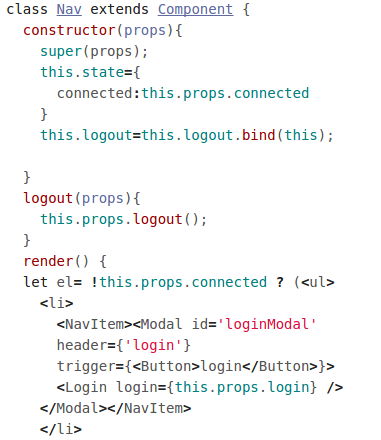 class Nav extends Component {
  constructor(props){
    super(props);
    this.state={
      connected:this.props.connected
    }
    this.logout=this.logout.bind(this);

  }
  logout(props){
    this.props.logout();
  }
  render() {
  let el= !this.props.connected ? (<ul>
    <li>
      <NavItem><Modal id='loginModal'
      header={'login'}
      trigger={<Button>login</Button>}>
      <Login login={this.props.login} />
    </Modal></NavItem>
    </li>